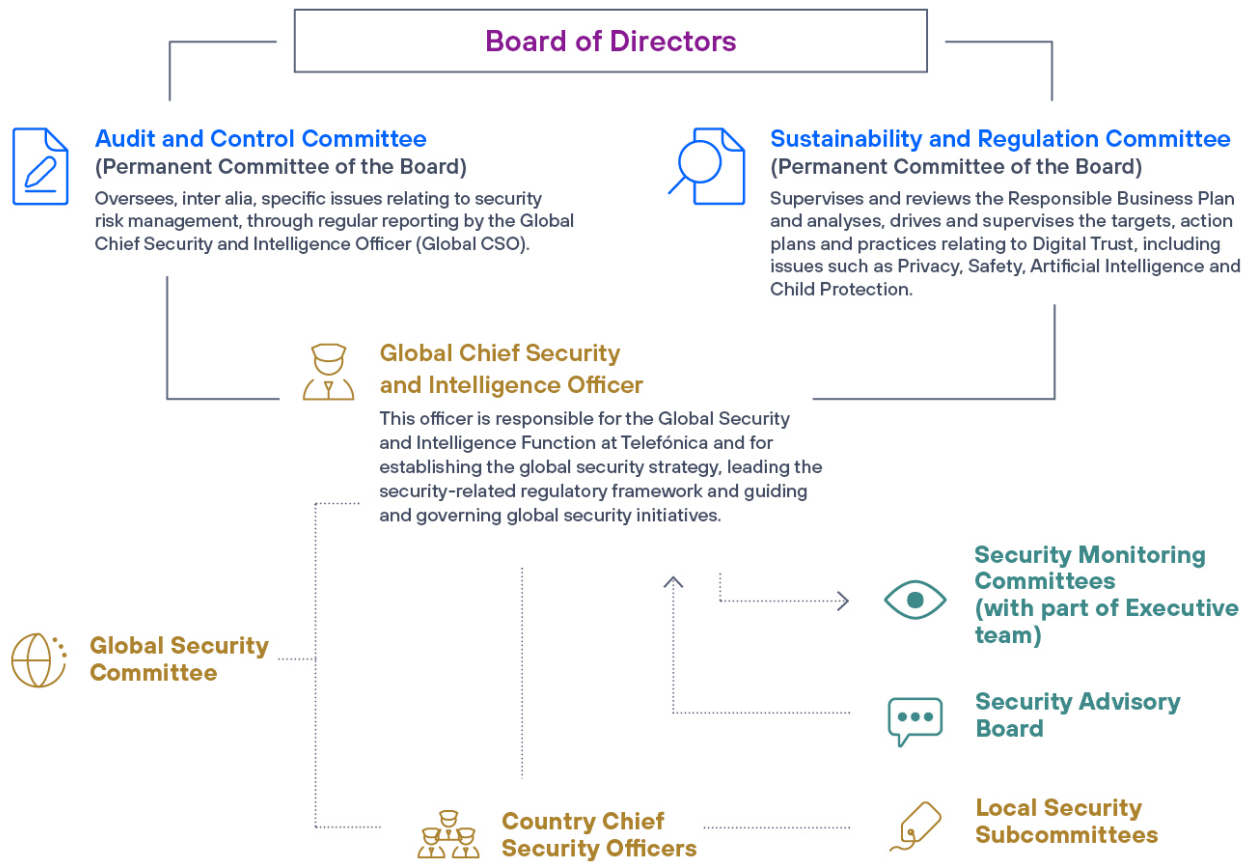 Board of Directors
Audit and Control Committee
(Permanent Committee of the Board)
Oversees, inter alia, specific issues relating to security
risk management, through regular reporting by the Global
Chief Security and Intelligence Officer (Global CSO).
Sustainability and Regulation Committee
(Permanent Committee of the Board)
Supervises and reviews the Responsible Business Plan
and analyses, drives and supervises the targets, action
plans and practices relating to Digital Trust, including
issues such as Privacy, Safety, Artificial Intelligence and
Child Protection.
Global Chief Security
and Intelligence Officer
This officer is responsible for the Global Security
and Intelligence Function at Telefónica and for
establishing the global security strategy, leading the
security-related regulatory framework and guiding
and governing global security initiatives.
Security Monitoring
Committees
(with part of Executive
team)
Global Security
Committee
Security Advisory
Board
Country Chief
Security Officers
Local Security
Subcommittees